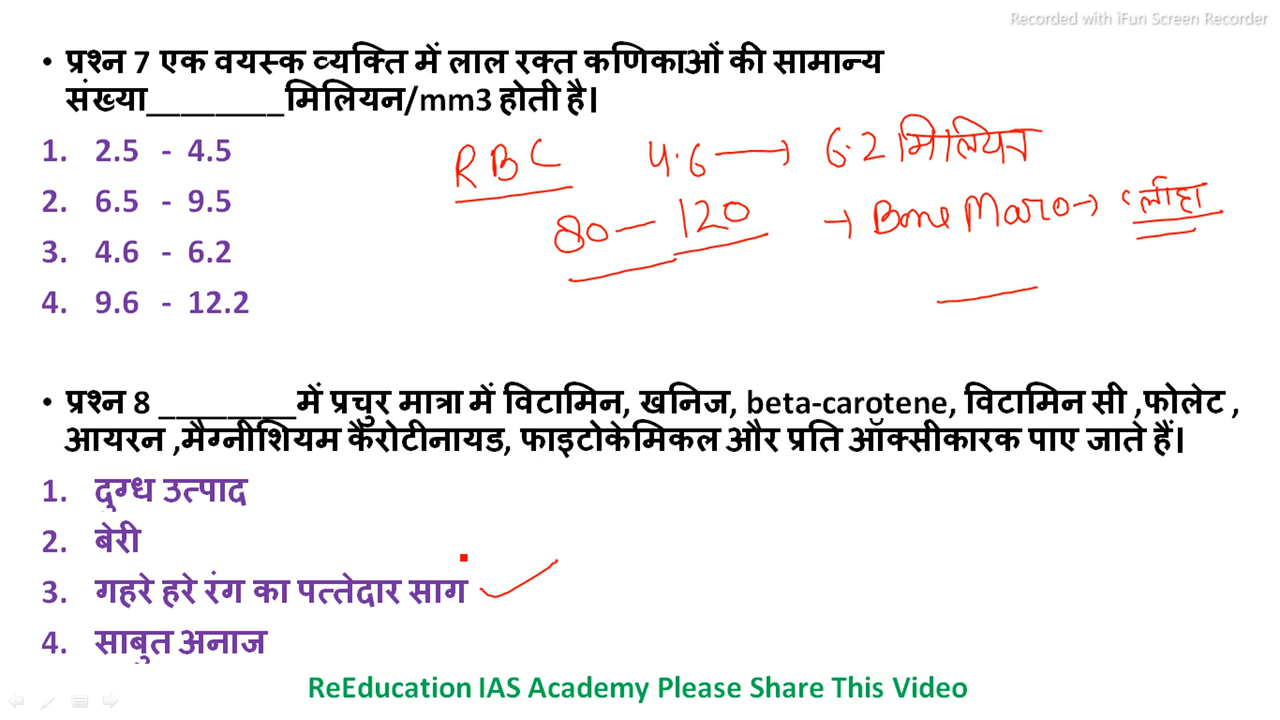 Recorded with iFun Screen Recorder
• प्रश्न 7 एक वयस्क व्यक्ति में लाल रक्त कणिकाओं की सामान्य
संख्या_________मिलियन/mm3 होती है।
1. 2.5 - 4.5
2. 6.5 - 9.5
3. 4.6 - 6.2
4. 9.6 - 12.2
RBC 4.6 → 6.2 मिलियन
80 — 120 → Bone Maro →
• प्रश्न 8 _________में प्रचुर मात्रा में विटामिन, खनिज, beta-carotene, विटामिन सी ,फोलेट ,
आयरन ,मैग्नीशियम कैरोटीनायड, फाइटोकेमिकल और प्रति ऑक्सीकारक पाए जाते हैं।
1. दुग्ध उत्पाद
2. बेरी
3. गहरे हरे रंग का पत्तेदार साग
4. साबुत अनाज
ReEducation IAS Academy Please Share This Video